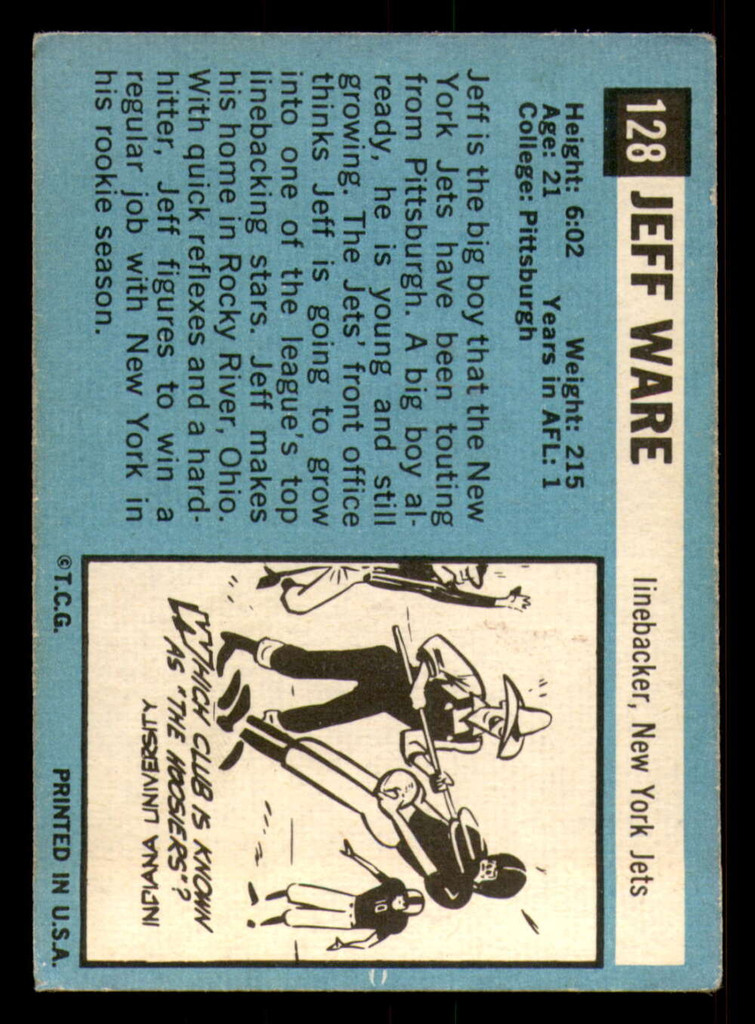 128 JEFF WARE linebacker, New York Jets
Height: 6:02 Weight: 215
Age: 21 Years in AFL: 1
College: Pittsburgh
Jeff is the big boy that the New
York Jets have been touting
from Pittsburgh. A big boy al-
ready, he is young and still
growing. The Jets' front office
thinks Jeff is going to grow
into one of the league's top
linebacking stars. Jeff makes
his home in Rocky River, Ohio.
With quick reflexes and a hard-
hitter, Jeff figures to win a
regular job with New York in
his rookie season.
10
WHICH CLUB IS KNOWN
AS "THE HOOSIERS"?
INDIANA UNIVERSITY
©T.C.G. PRINTED IN U.S.A.